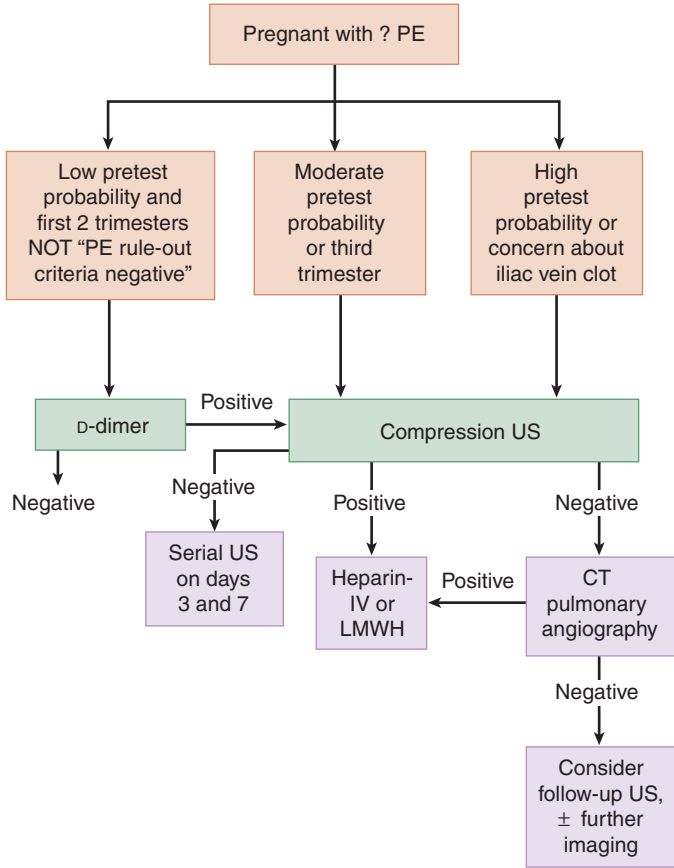 Pregnant with ? PE
Low pretest
probability and
first 2 trimesters
NOT “PE rule-out
criteria negative”
Moderate
pretest
probability
or third
trimester
High
pretest
probability or
concern about
iliac vein clot
D-dimer
Positive
Compression US
Negative
Negative
Positive
Negative
Serial US
on days
3 and 7
Heparin-
IV or
LMWH
Positive
CT
pulmonary
angiography
Negative
Consider
follow-up US,
± further
imaging